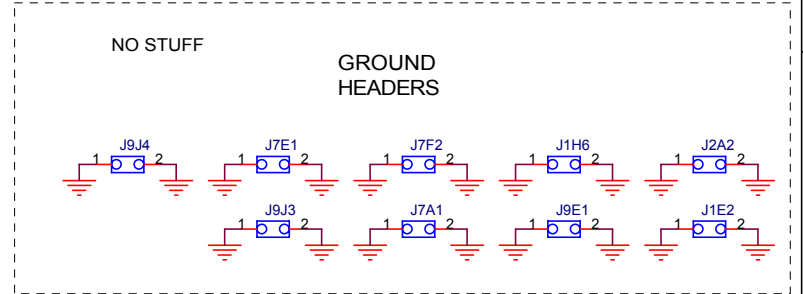 NO STUFF
GROUND
HEADERS
J9J4 J7E1 J7F2 J1H6 J2A2
1 2 1 2 1 2 1 2 1 2
J9J3 J7A1 J9E1 J1E2
1 2 1 2 1 2 1 2